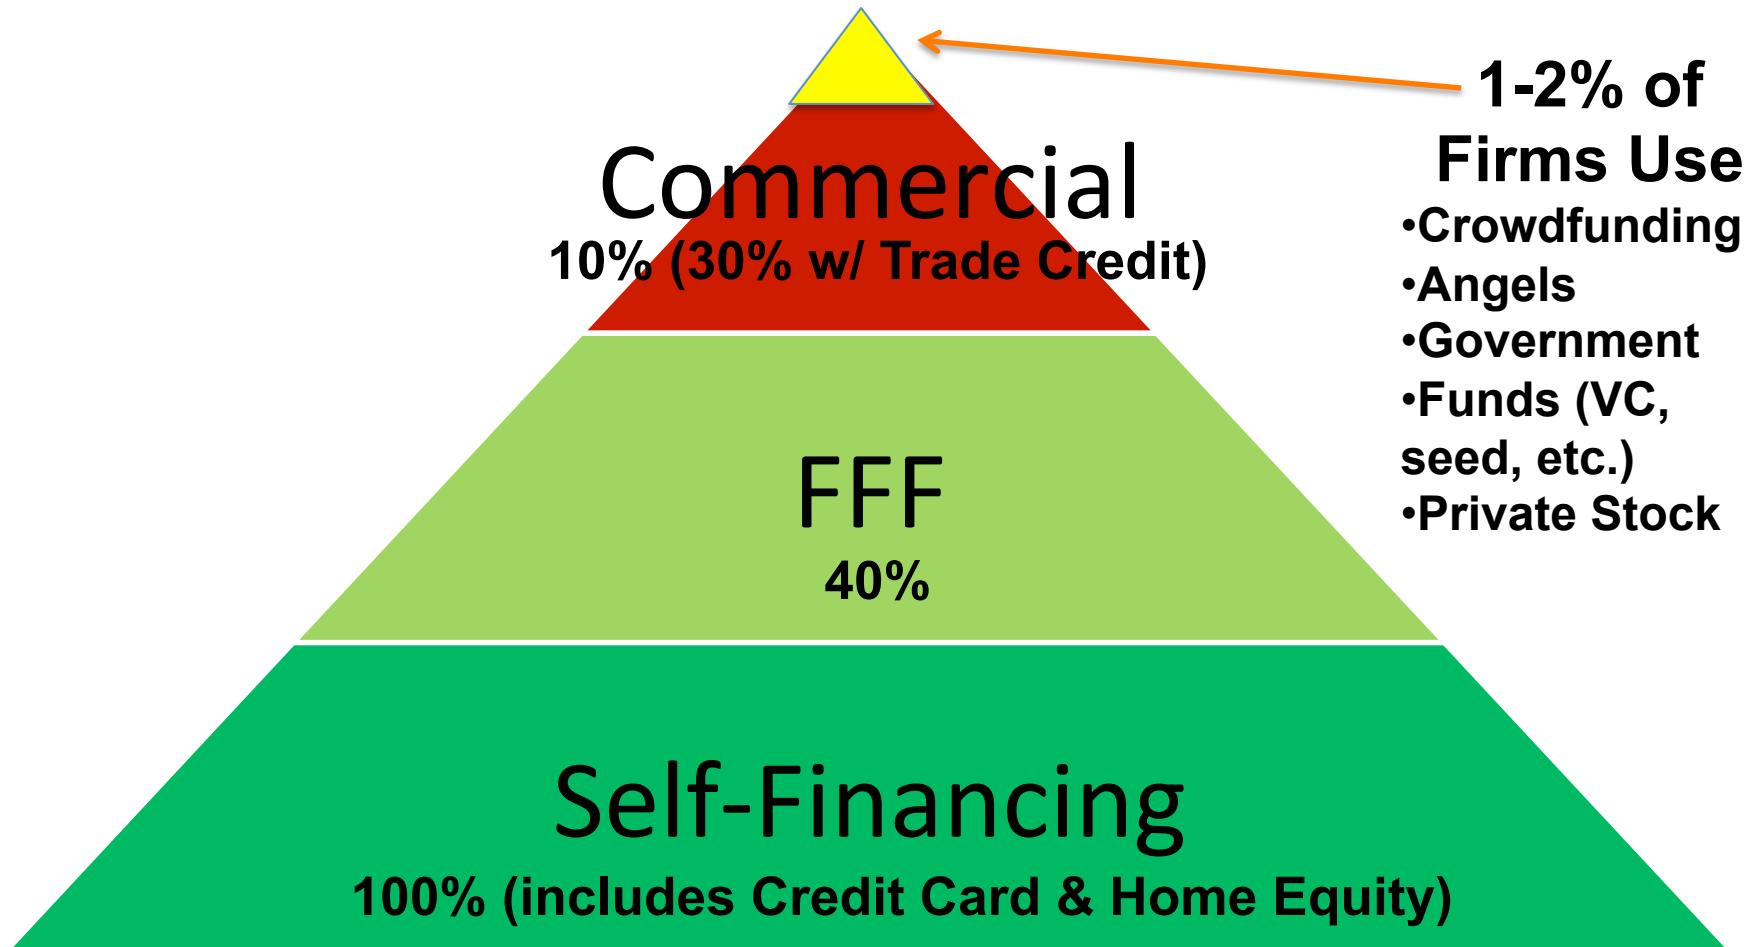 Commercial
10% (30% w/ Trade Credit)
FFF
40%
Self-Financing
100% (includes Credit Card & Home Equity)
1-2% of
Firms Use
•Crowdfunding
•Angels
•Government
•Funds (VC,
seed, etc.)
•Private Stock